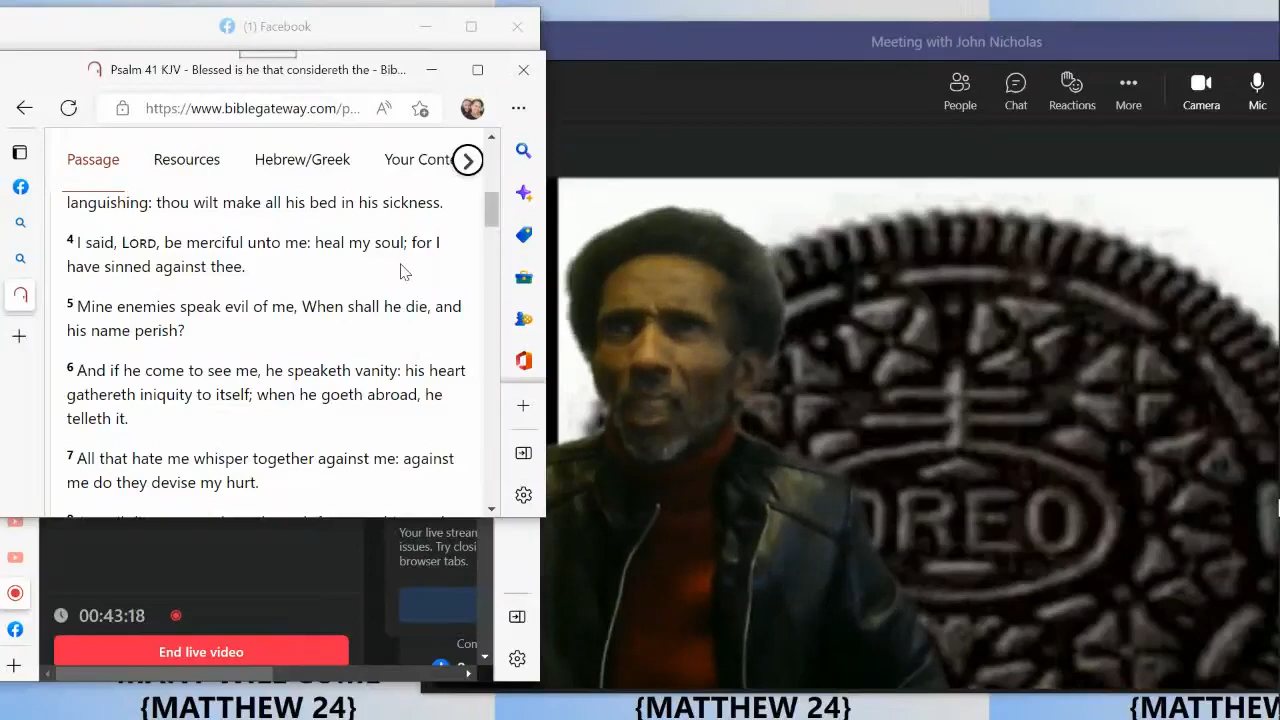 (1) Facebook
Meeting with John Nicholas
Psalm 41 KJV - Blessed is he that considereth the - Bib...
https://www.biblegateway.com/p...
People
Chat
Reactions
More
Camera
Mic
Passage
Resources
Hebrew/Greek
Your Cont
languishing: thou wilt make all his bed in his sickness.
4 I said, LORD, be merciful unto me: heal my soul; for I
have sinned against thee.
5 Mine enemies speak evil of me, When shall he die, and
his name perish?
6 And if he come to see me, he speaketh vanity: his heart
gathereth iniquity to itself; when he goeth abroad, he
telleth it.
7 All that hate me whisper together against me: against
me do they devise my hurt.
OREO
Your live strean
issues. Try closi
browser tabs.
00:43:18
Con
End live video
{MATTHEW 24}
{MATTHEW 24}
{MATTHEW